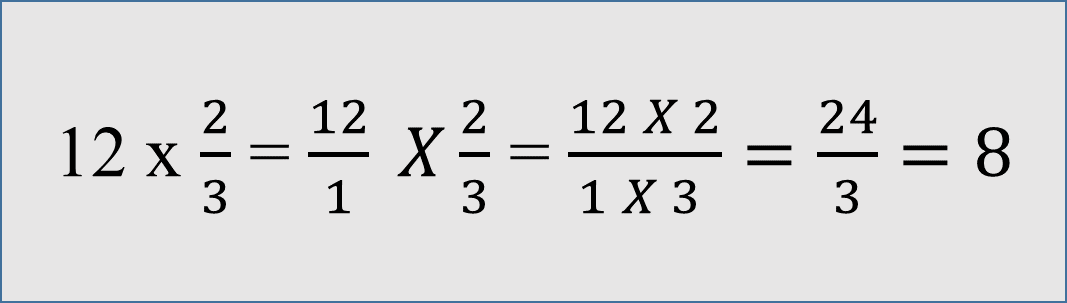 12 x 2/3 = 12/1 X 2/3 = 12 X 2/1 X 3 = 24/3 = 8